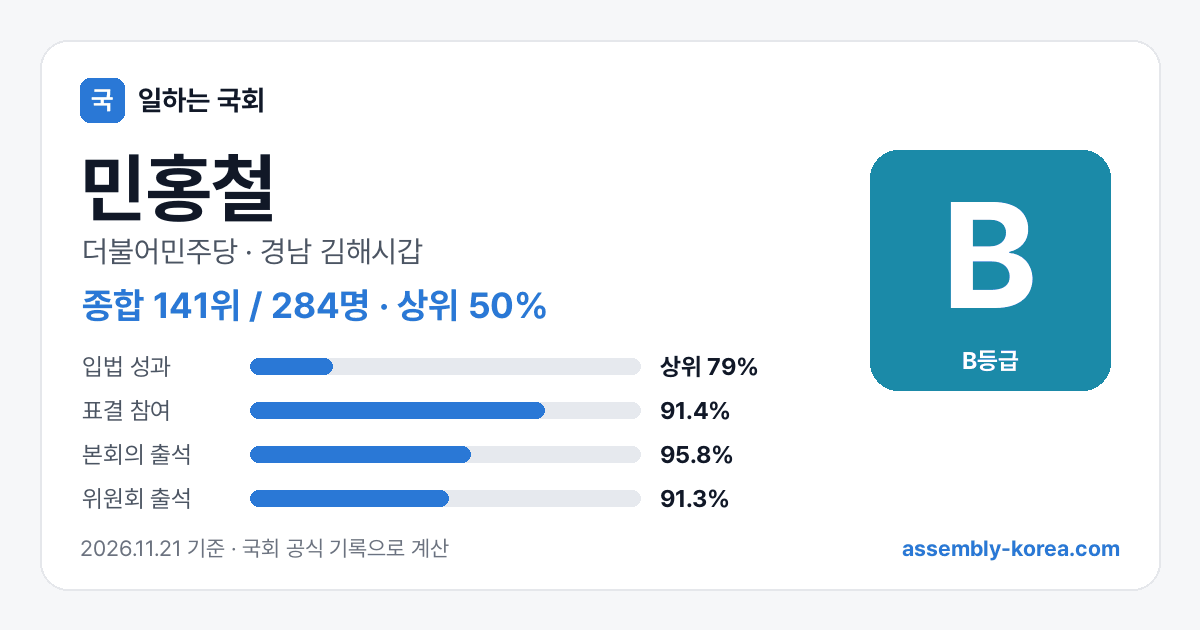 국 일하는 국회
민홍철
더불어민주당 · 경남 김해시갑
종합 141위 / 284명 · 상위 50%
B
B등급
입법 성과 상위 79%
표결 참여 91.4%
본회의 출석 95.8%
위원회 출석 91.3%
2026.11.21 기준 · 국회 공식 기록으로 계산
assembly-korea.com